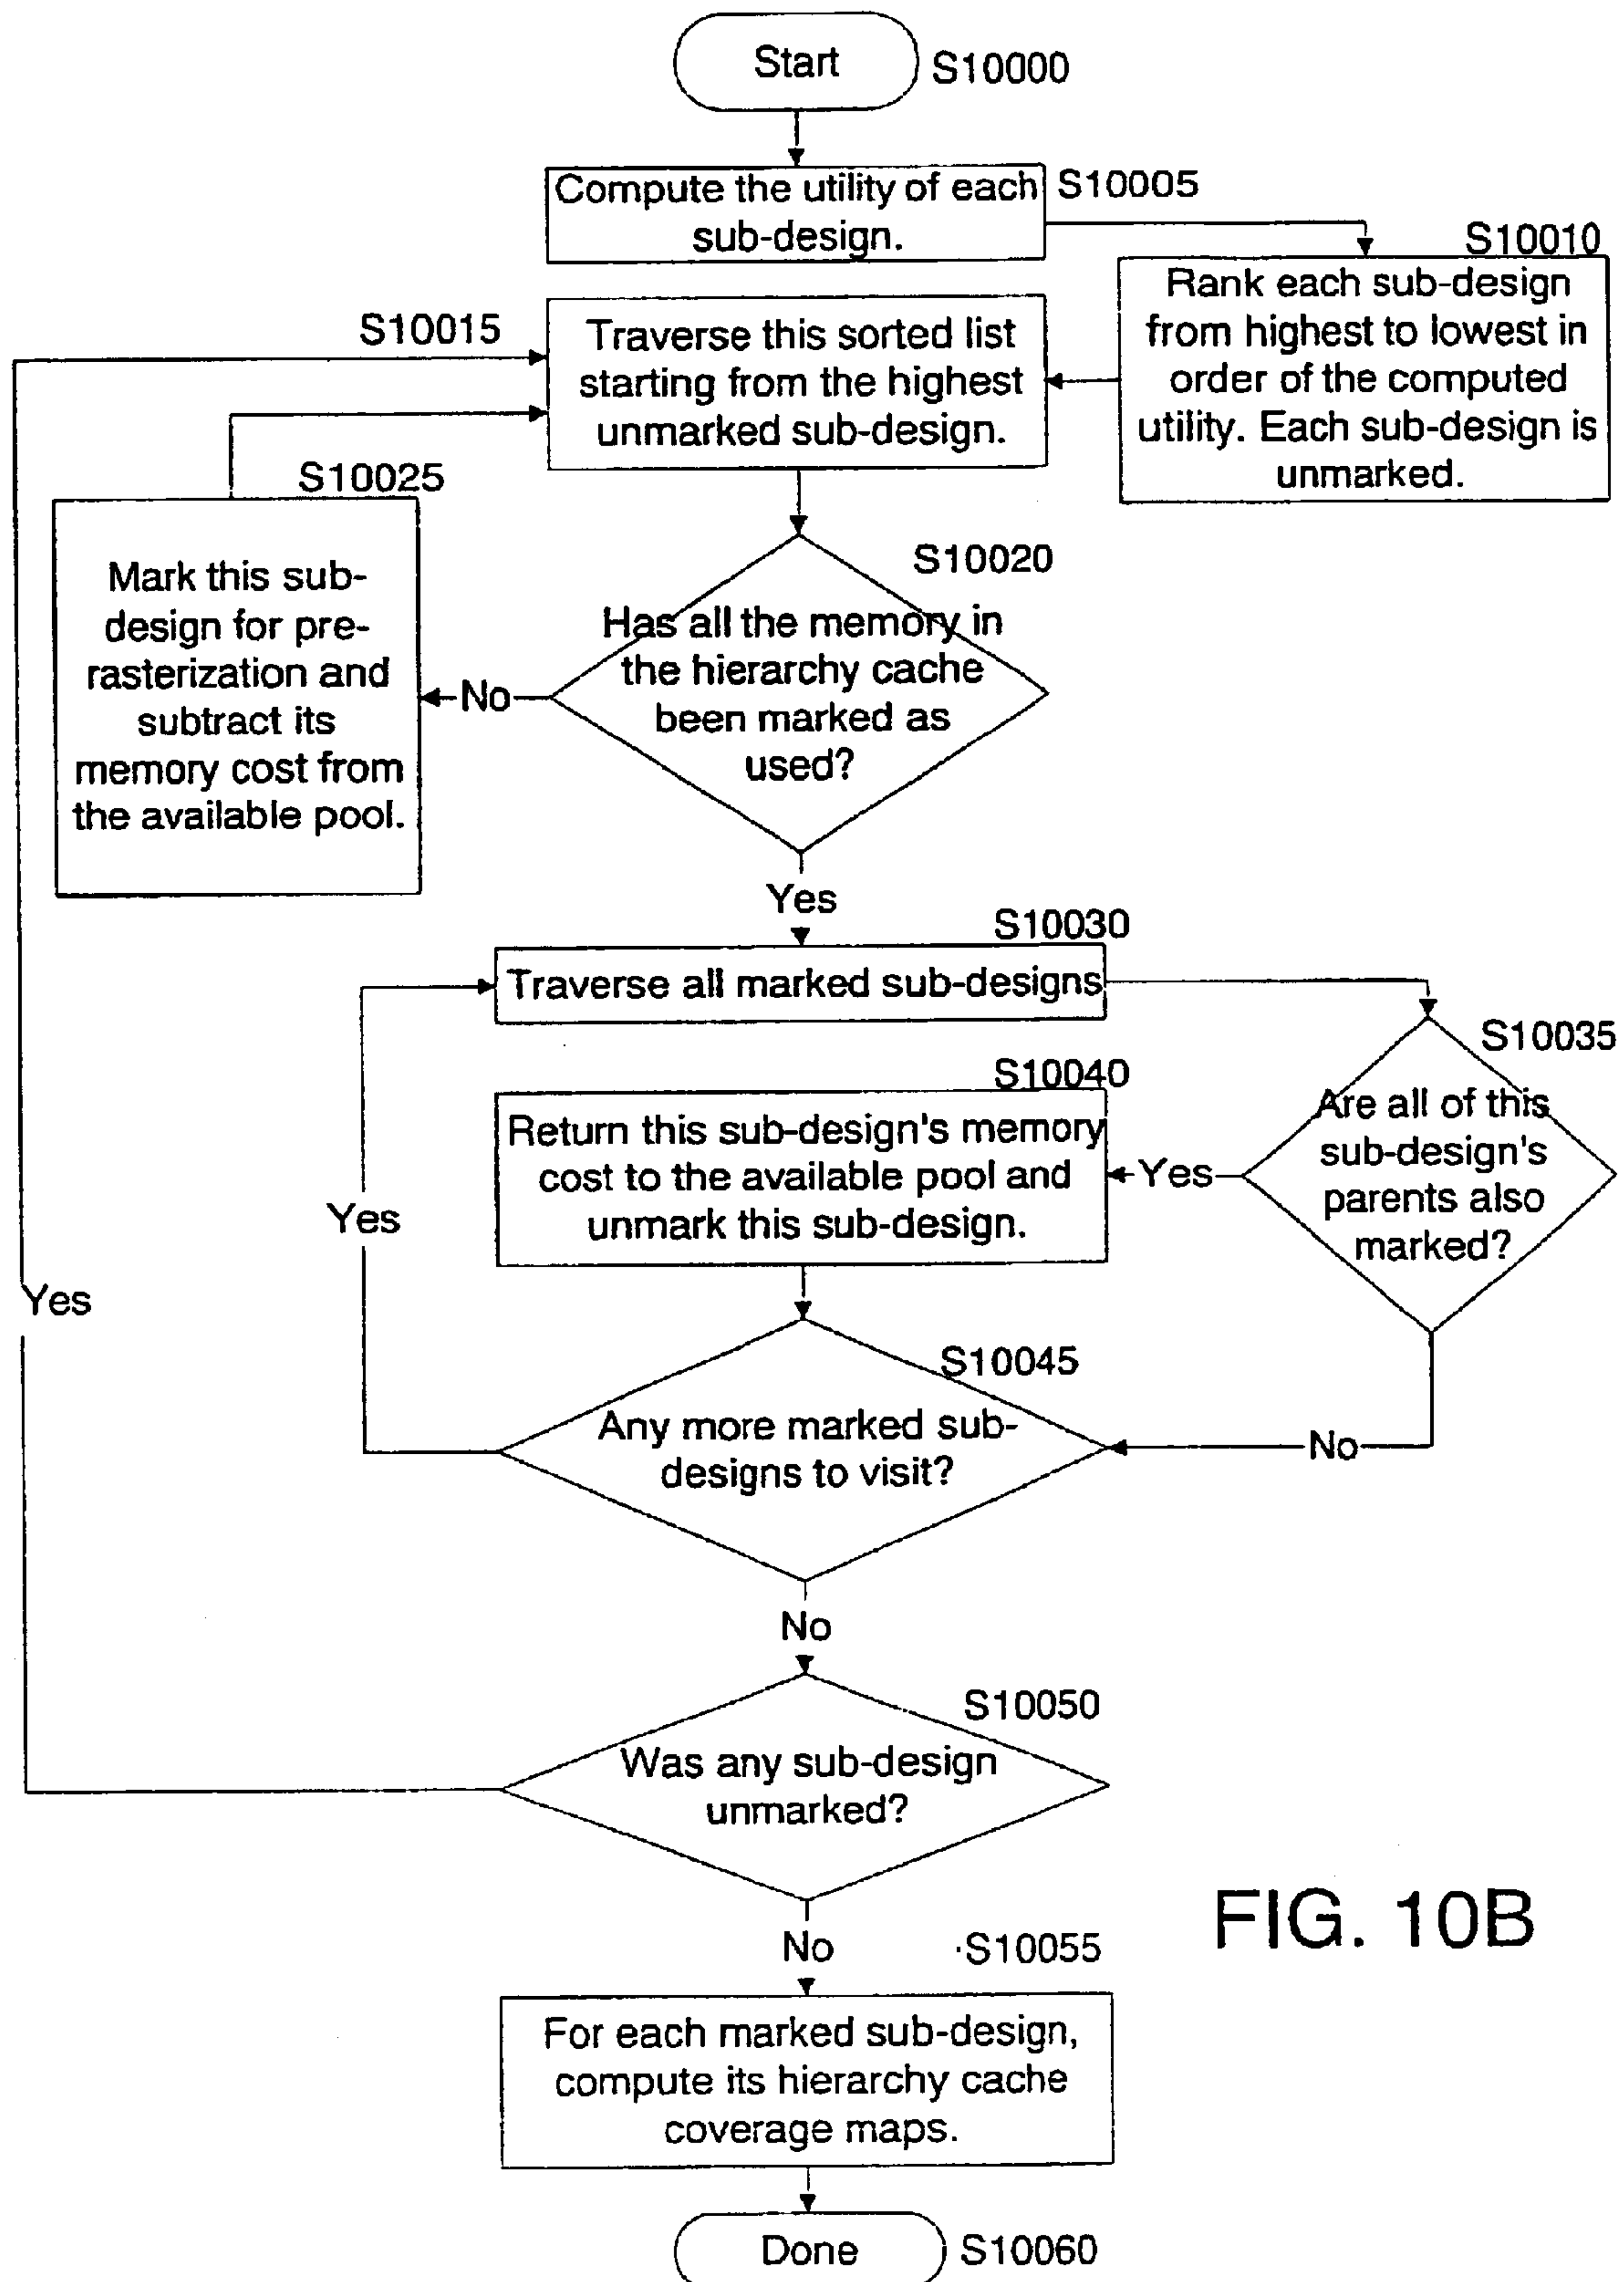 Start
S10000
Compute the utility of each
sub-design.
S10005
S10010
Rank each sub-design
from highest to lowest in
order of the computed
utility. Each sub-design is
unmarked.
S10015
Traverse this sorted list
starting from the highest
unmarked sub-design.
S10020
Has all the memory in
the hierarchy cache
been marked as
used?
No
S10025
Mark this sub-
design for pre-
rasterization and
subtract its
memory cost from
the available pool.
Yes
S10030
Traverse all marked sub-designs
S10035
Are all of this
sub-design's
parents also
marked?
Yes
S10040
Return this sub-design's memory
cost to the available pool and
unmark this sub-design.
No
S10045
Any more marked sub-
designs to visit?
Yes
No
S10050
Was any sub-design
unmarked?
Yes
No
S10055
For each marked sub-design,
compute its hierarchy cache
coverage maps.
Done
S10060
FIG. 10B